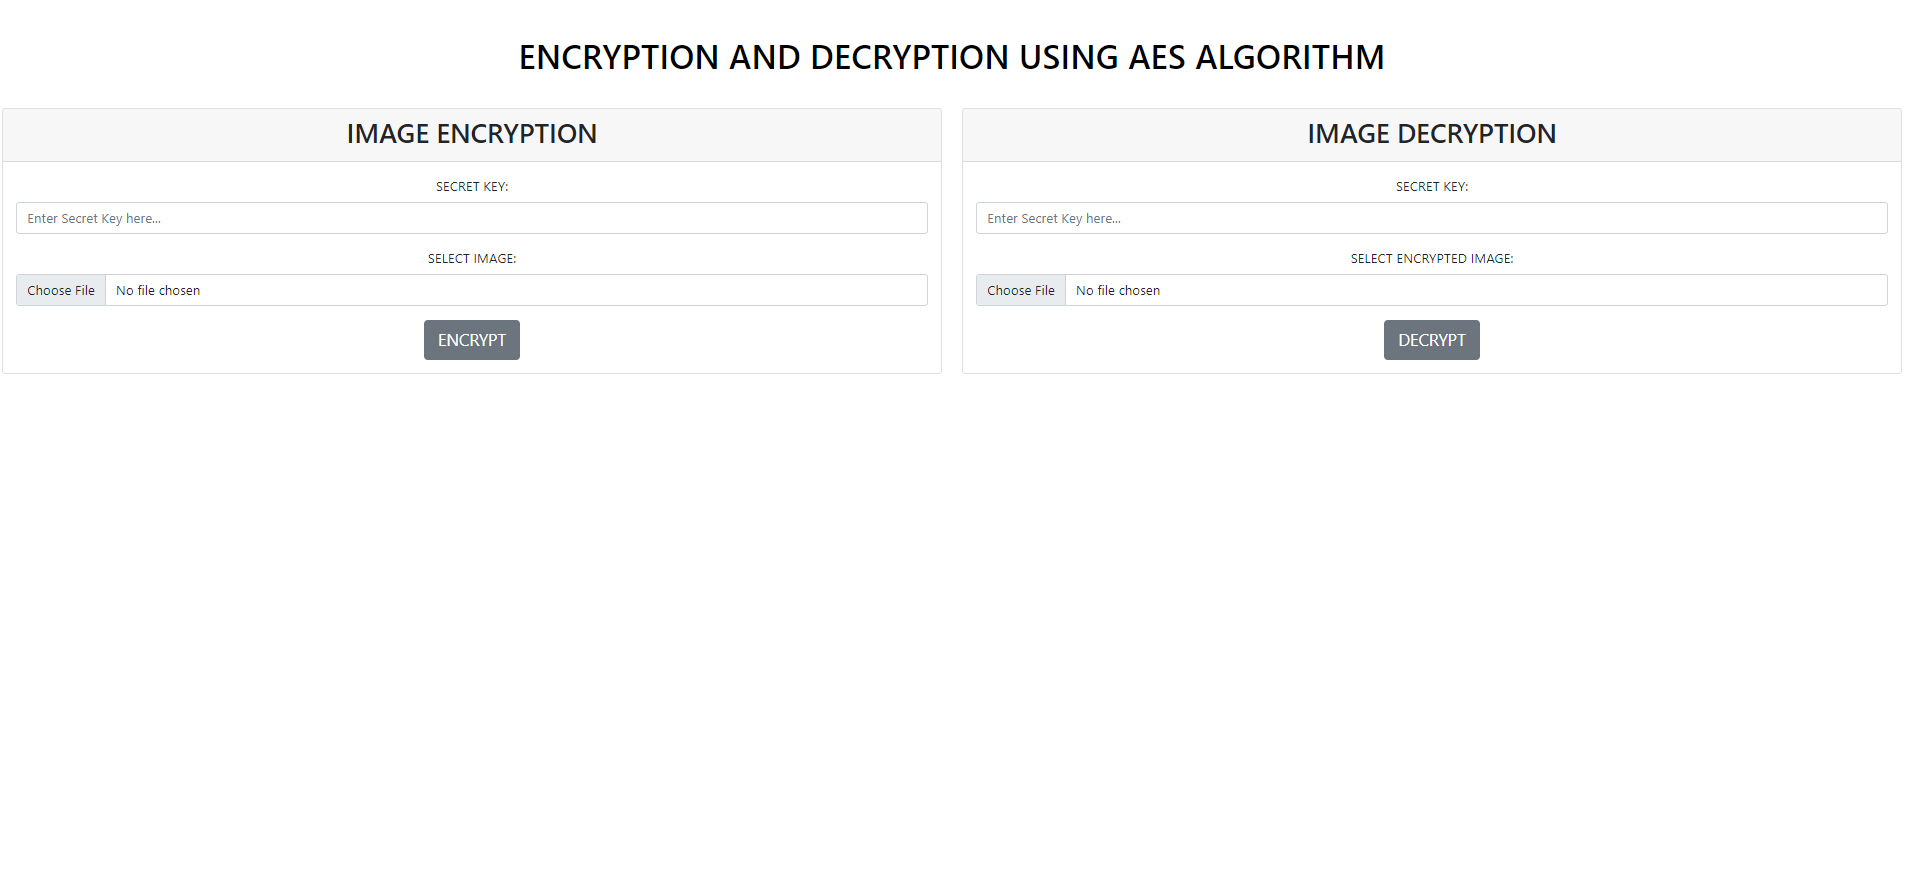 ENCRYPTION AND DECRYPTION USING AES ALGORITHM
IMAGE ENCRYPTION
SECRET KEY:
Enter Secret Key here...
SELECT IMAGE:
Choose File No file chosen
ENCRYPT
IMAGE DECRYPTION
SECRET KEY:
Enter Secret Key here...
SELECT ENCRYPTED IMAGE:
Choose File No file chosen
DECRYPT